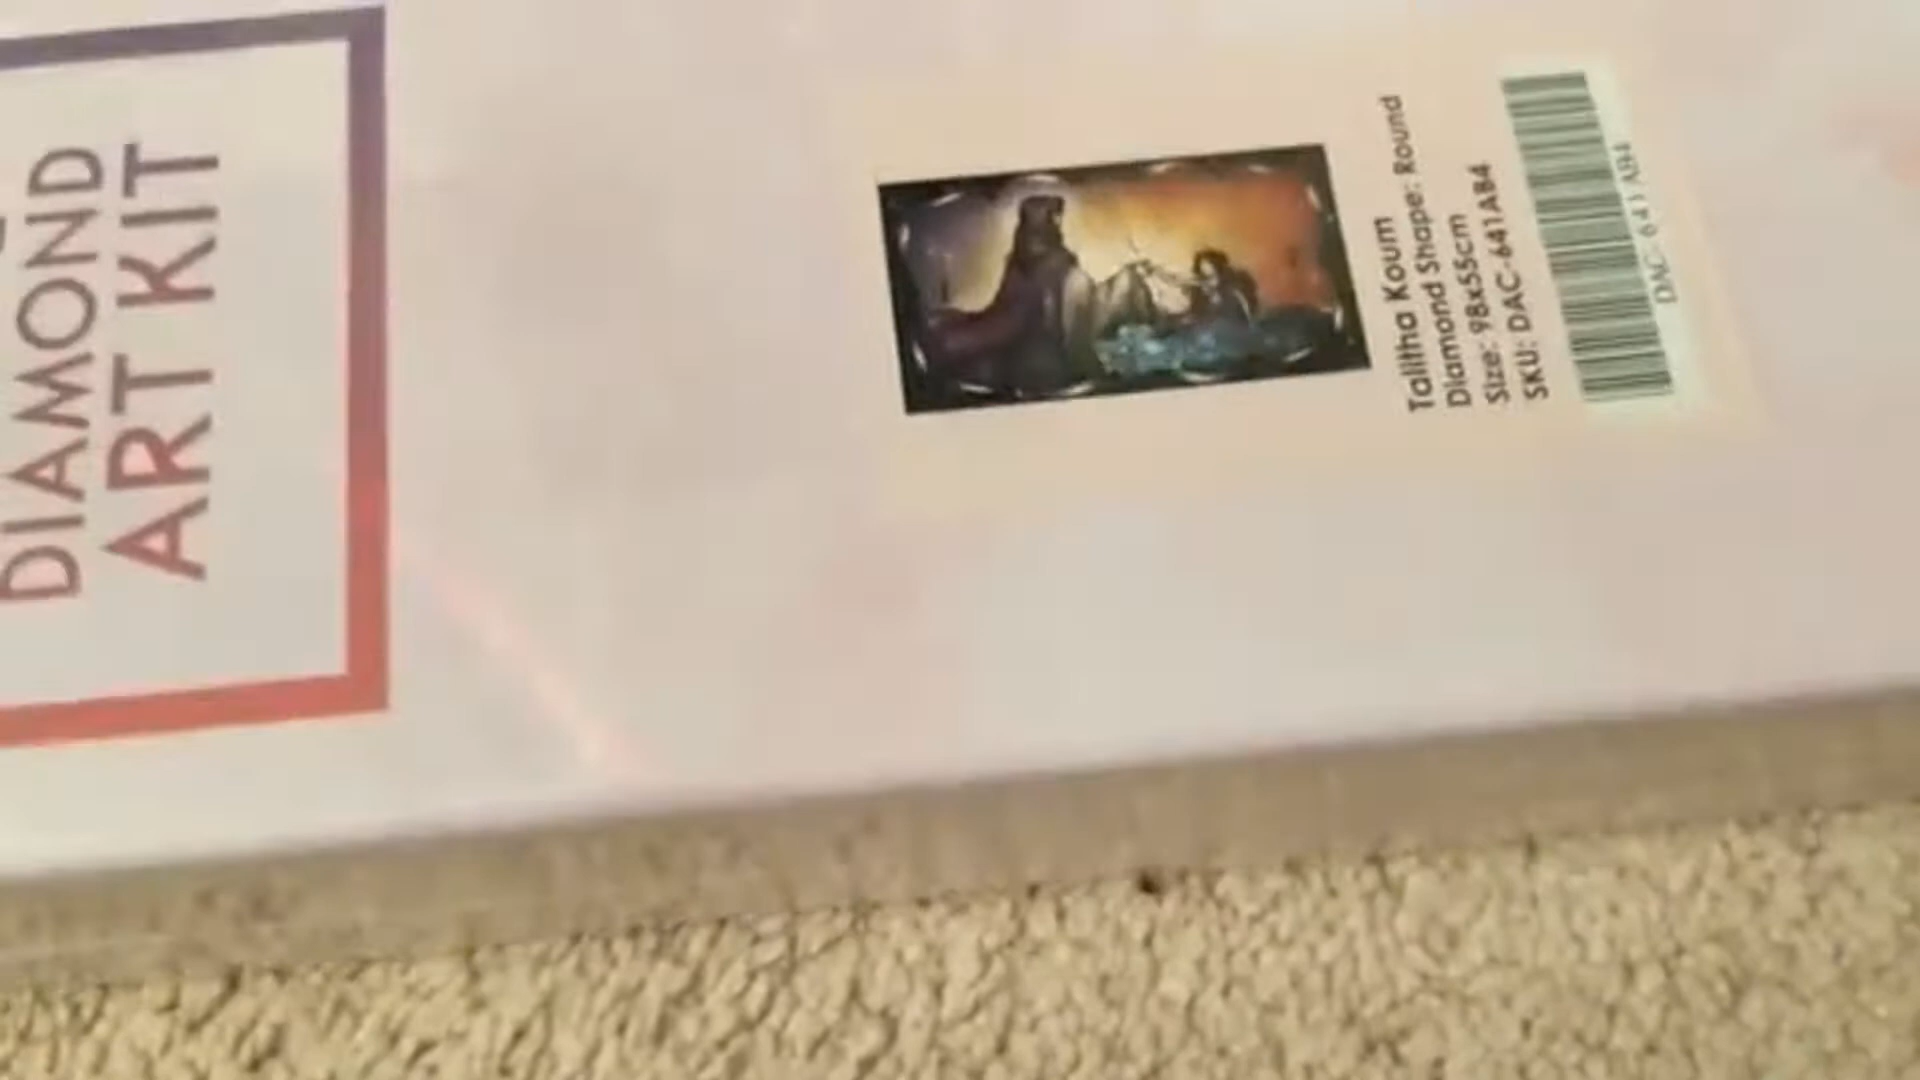 DIAMOND
ART KIT
Talitha Koum
Diamond Shape: Round
Size: 98x55cm
SKU: DAC-641AB4
DAC-641AB4